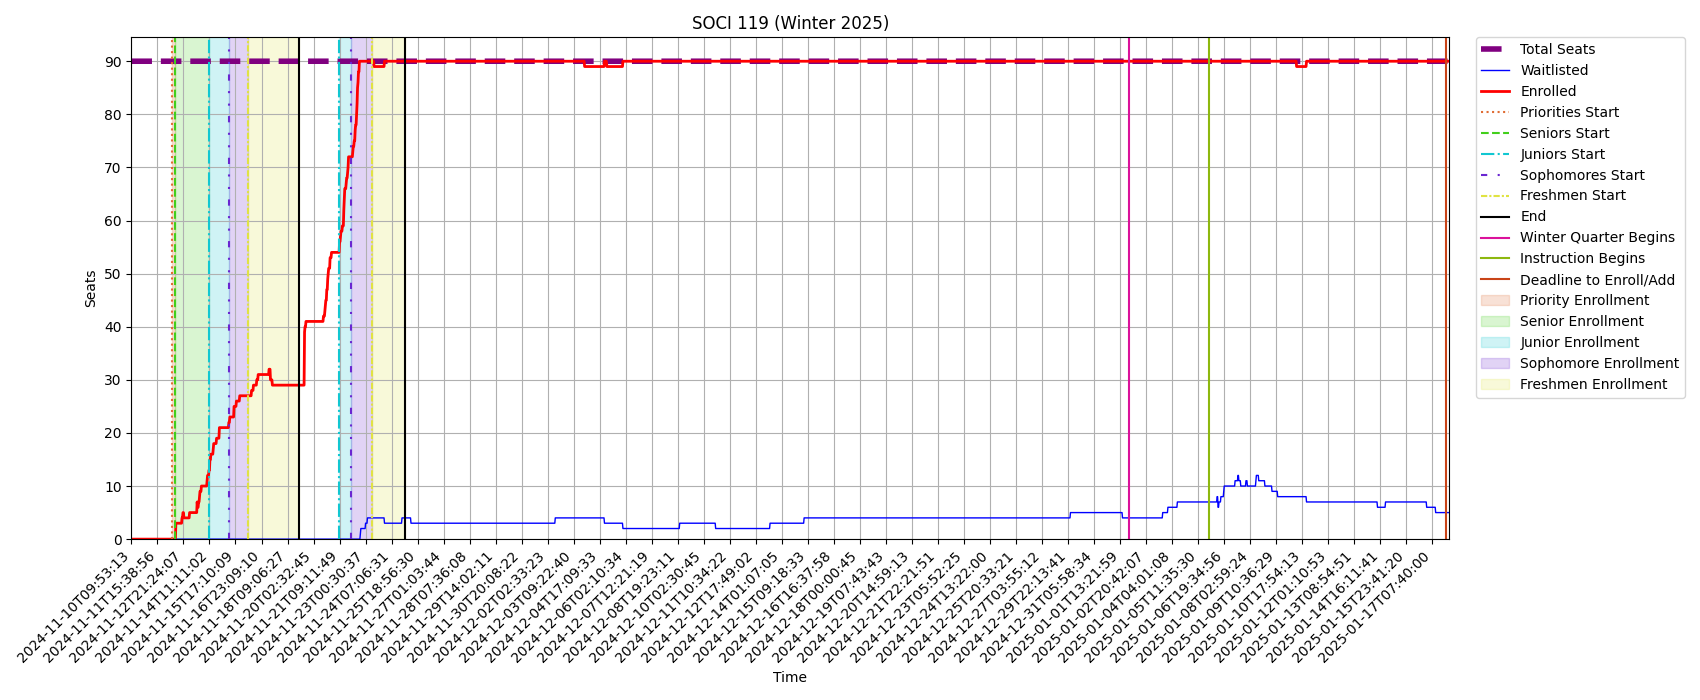 SOCI 119 (Winter 2025)
Seats
90
80
70
60
50
40
30
20
10
0
2024-11-10T09:53:13
2024-11-11T15:38:56
2024-11-12T21:24:07
2024-11-14T11:11:02
2024-11-15T17:10:09
2024-11-16T23:09:10
2024-11-18T09:06:27
2024-11-20T02:32:45
2024-11-21T09:11:49
2024-11-23T00:30:37
2024-11-24T07:06:31
2024-11-25T18:56:30
2024-11-27T01:03:44
2024-11-28T07:36:08
2024-11-29T14:02:11
2024-11-30T20:08:22
2024-12-02T02:33:23
2024-12-03T09:22:40
2024-12-04T17:09:33
2024-12-06T02:10:34
2024-12-07T12:21:19
2024-12-08T19:23:11
2024-12-10T02:30:45
2024-12-11T10:34:22
2024-12-12T17:49:02
2024-12-14T01:07:05
2024-12-15T09:18:33
2024-12-16T16:37:58
2024-12-18T00:00:45
2024-12-19T07:43:43
2024-12-20T14:59:13
2024-12-21T22:21:51
2024-12-23T05:52:25
2024-12-24T13:22:00
2024-12-25T20:33:21
2024-12-27T03:55:12
2024-12-29T22:13:41
2024-12-31T05:58:34
2025-01-01T13:21:59
2025-01-02T20:42:07
2025-01-04T04:01:08
2025-01-05T11:35:30
2025-01-06T19:34:56
2025-01-08T02:59:24
2025-01-09T10:36:29
2025-01-10T17:54:13
2025-01-12T01:10:53
2025-01-13T08:54:51
2025-01-14T16:11:41
2025-01-15T23:41:20
2025-01-17T07:40:00
Time
Total Seats
Waitlisted
Enrolled
Priorities Start
Seniors Start
Juniors Start
Sophomores Start
Freshmen Start
End
Winter Quarter Begins
Instruction Begins
Deadline to Enroll/Add
Priority Enrollment
Senior Enrollment
Junior Enrollment
Sophomore Enrollment
Freshmen Enrollment